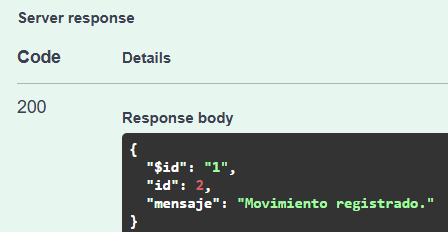 Server response
Code Details
200
Response body
{
  "$id": "1",
  "id": 2,
  "mensaje": "Movimiento registrado."
}